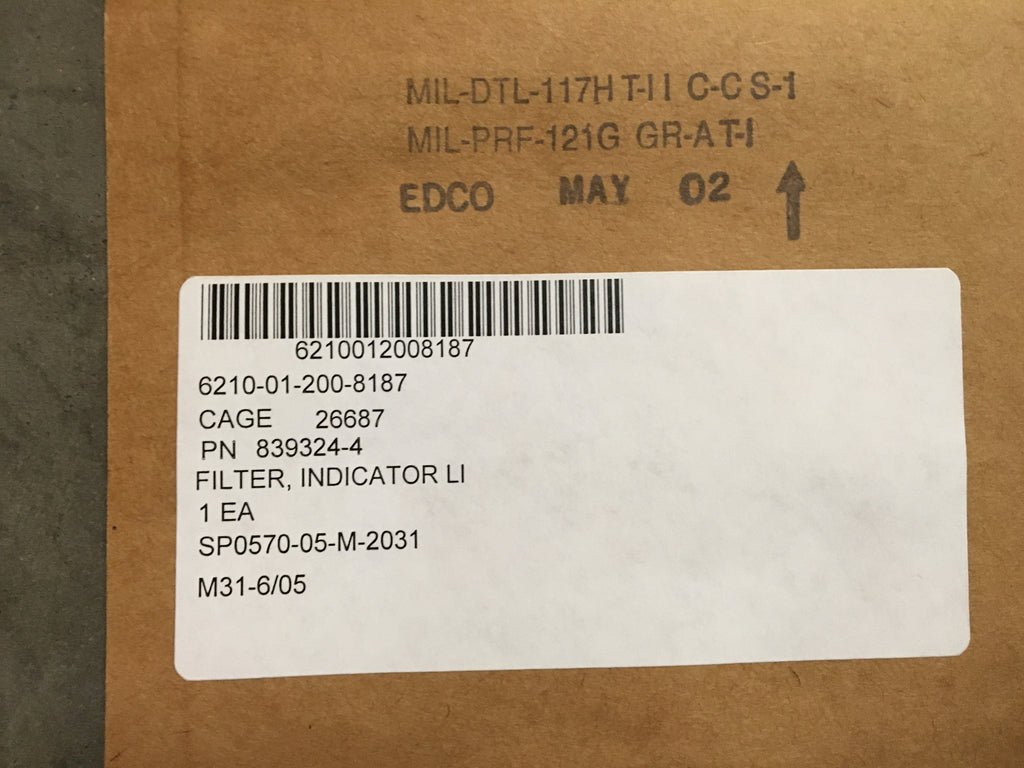 MIL-DTL-117H T-II C-C S-1
MIL-PRF-121G GR-A T-I
EDCO MAY 02
6210012008187
6210-01-200-8187
CAGE 26687
PN 839324-4
FILTER, INDICATOR LI
1 EA
SP0570-05-M-2031
M31-6/05